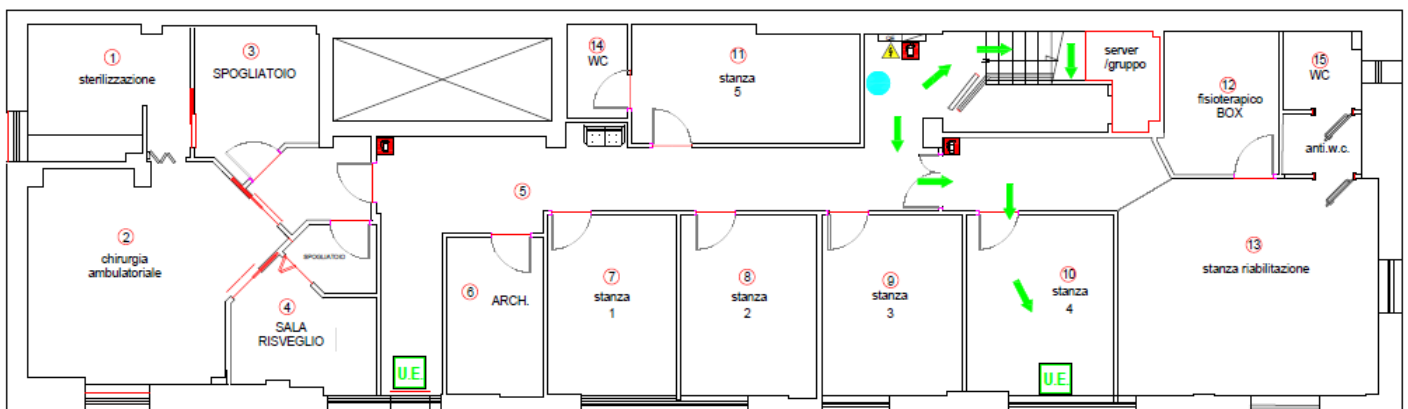 1
sterilizzazione
3
SPOGLIATOIO
14
WC
11
stanza
5
server
/gruppo
12
fisioterapico
BOX
15
WC
anti.w.c.
2
chirurgia
ambulatoriale
SPOGLIATOIO
4
SALA
RISVEGLIO
5
6
ARCH.
7
stanza
1
8
stanza
2
9
stanza
3
10
stanza
4
13
stanza riabilitazione
U.E.
U.E.